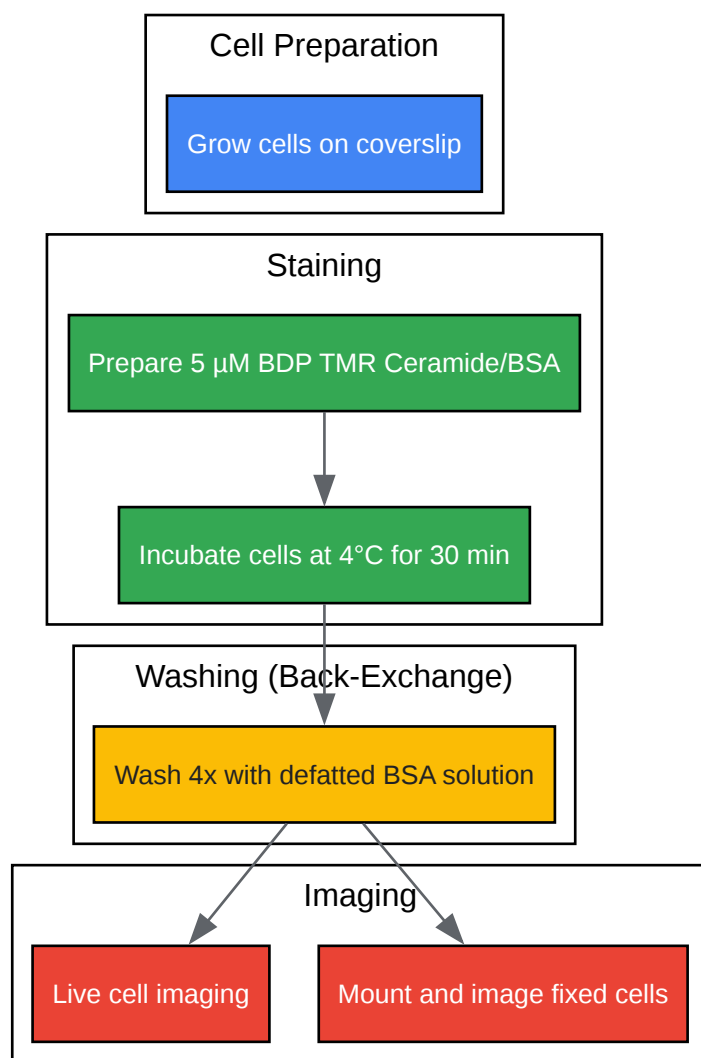 Cell Preparation
Grow cells on coverslip
Staining
Prepare 5 µM BDP TMR Ceramide/BSA
Incubate cells at 4°C for 30 min
Washing (Back-Exchange)
Wash 4x with defatted BSA solution
Imaging
Live cell imaging
Mount and image fixed cells